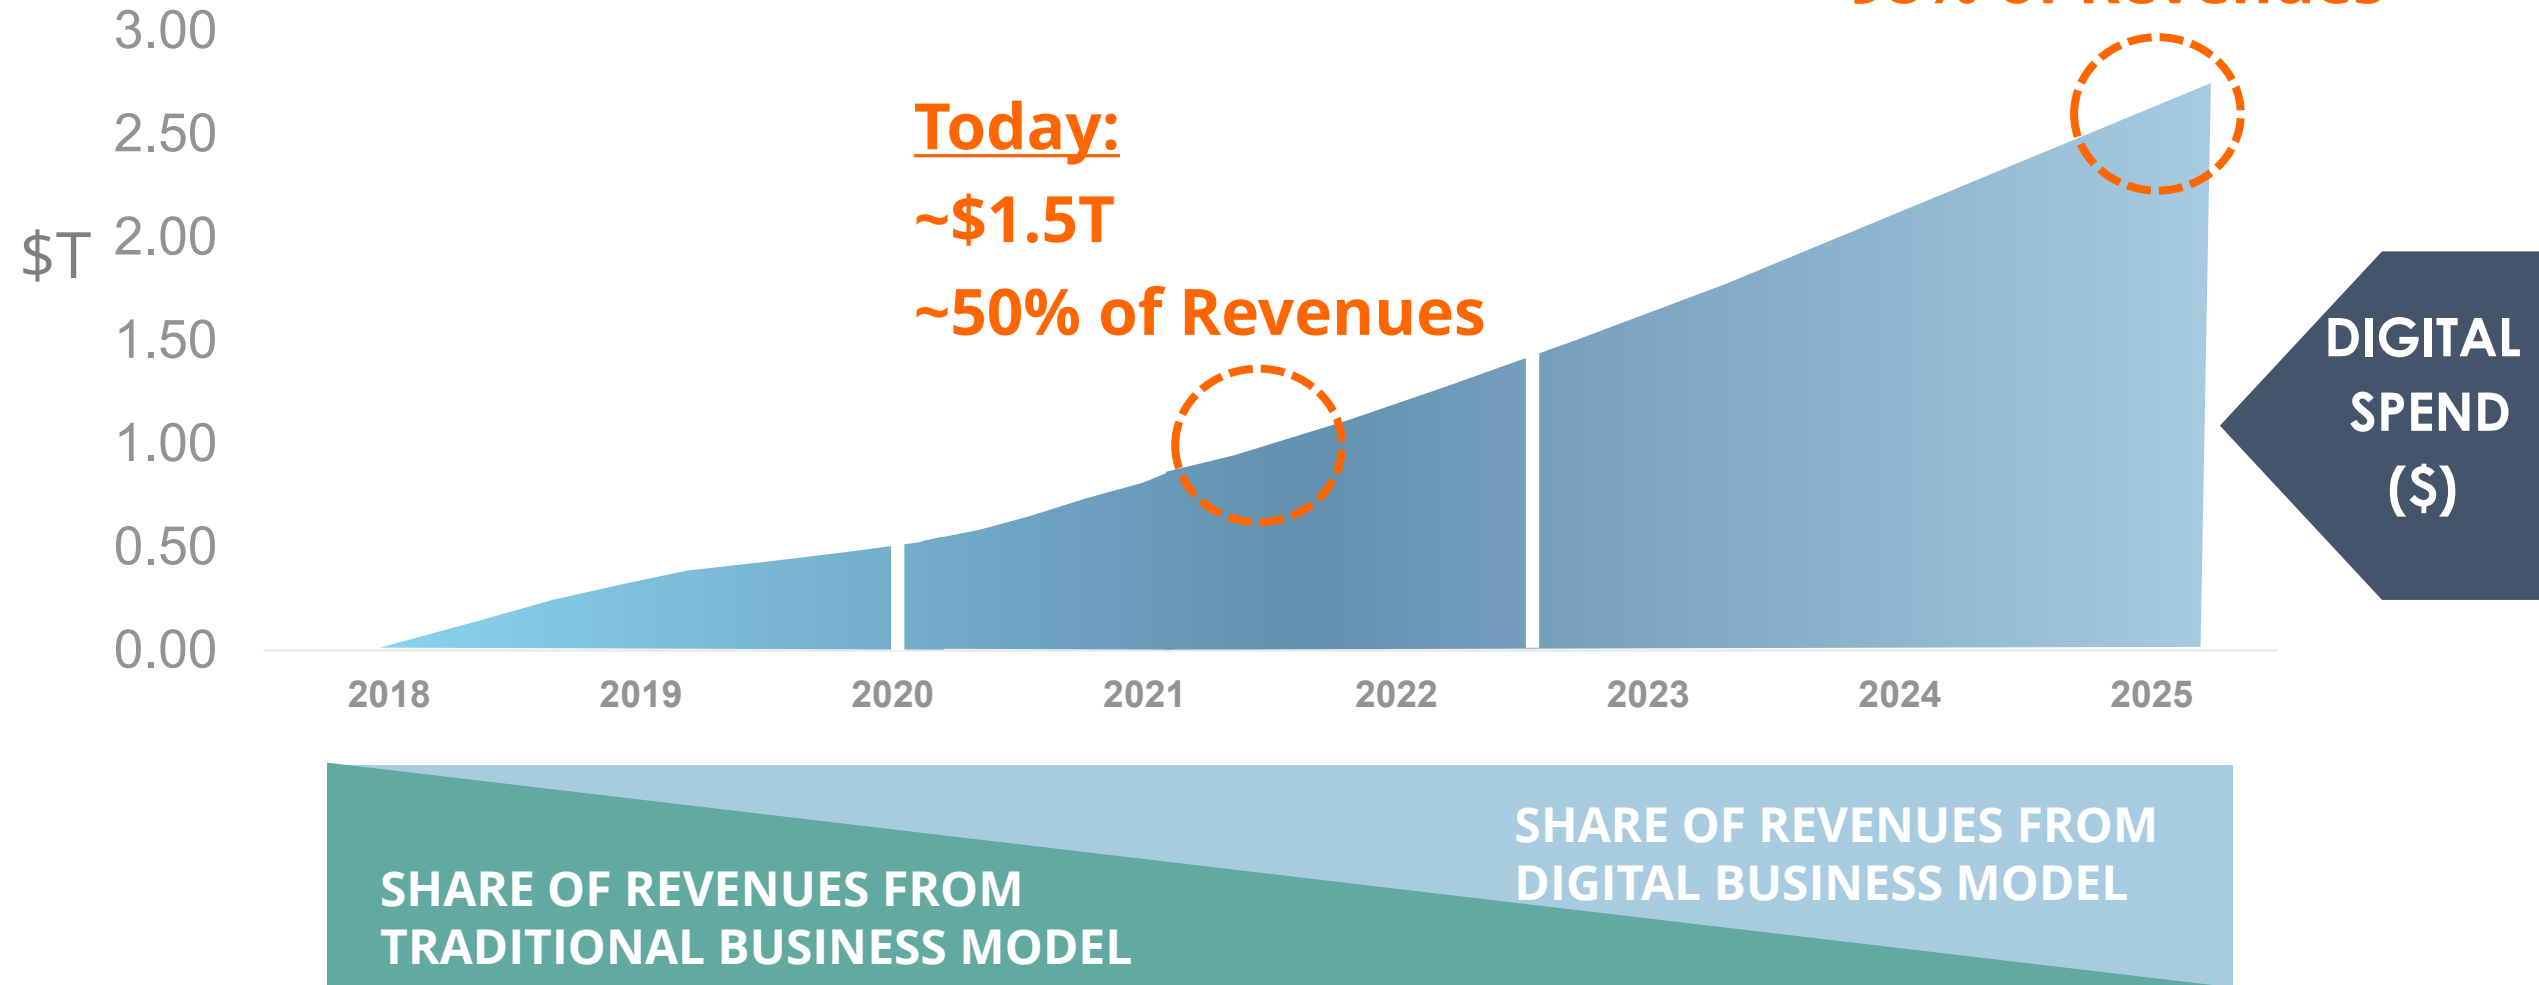 of Revenues
3.00
Today:
2.50
~$1.5T
2.00
$T
~50% of Revenues
1.50
DIGITAL
SPEND
($)
1.00
0.50
0.00
2018 2019 2020 2021 2022 2023 2024 2025
SHARE OF REVENUES FROM
DIGITAL BUSINESS MODEL
SHARE OF REVENUES FROM
TRADITIONAL BUSINESS MODEL